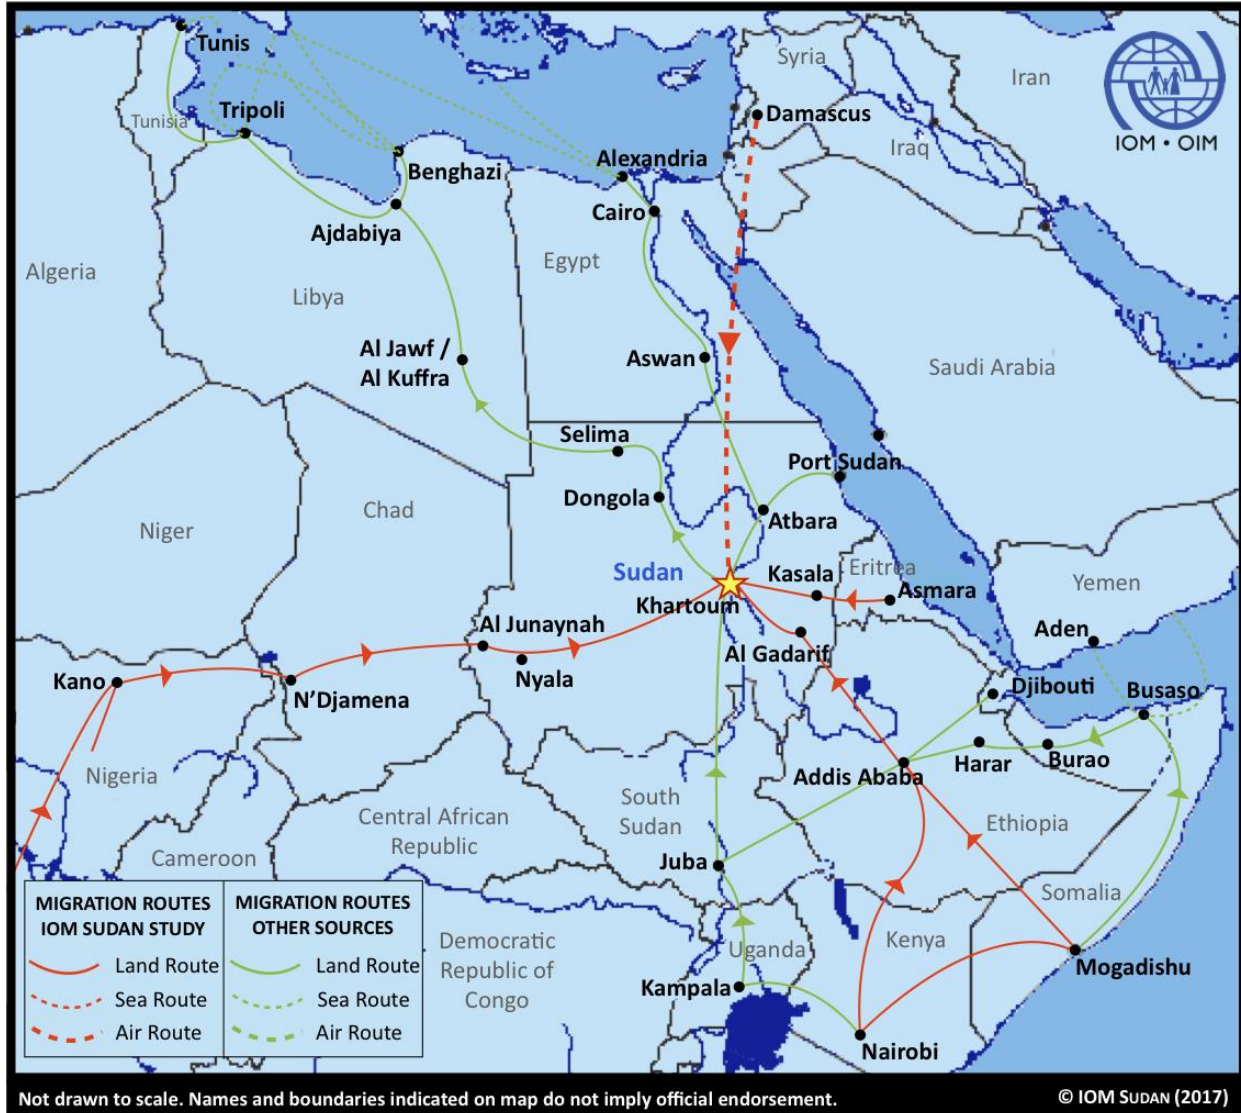 Tunis
Syria
Iran
Tripoli
Damascus
Tunisia
IOM • OIM
Iraq
Alexandria
Benghazi
Cairo
Ajdabiya
Algeria
Egypt
Libya
Al Jawf /
Al Kuffra
Aswan
Saudi Arabia
Selima
Port Sudan
Dongola
Chad
Atbara
Niger
Sudan
Kasala
Eritrea
Yemen
Khartoum
Asmara
Al Junaynah
Aden
Al Gadarif
Kano
Nyala
N'Djamena
Djibouti
Busaso
Nigeria
Addis Ababa
Harar
Burao
South
Sudan
Central African
Republic
Ethiopia
Cameroon
Juba
Somalia
MIGRATION ROUTES
IOM SUDAN STUDY
Land Route
Sea Route
Air Route
MIGRATION ROUTES
OTHER SOURCES
Land Route
Sea Route
Air Route
Democratic
Republic of
Congo
Uganda
Kenya
Mogadishu
Kampala
Nairobi
Not drawn to scale. Names and boundaries indicated on map do not imply official endorsement.
© IOM SUDAN (2017)